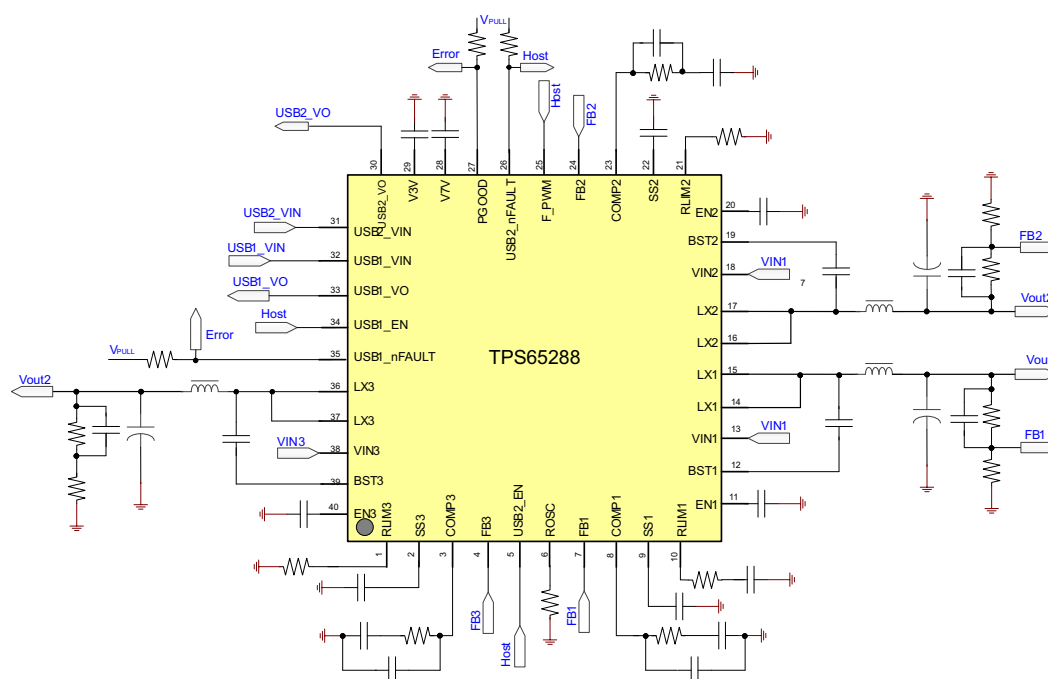 VPULL
Error
Host
Host
FB2
USB2_VO
30
29
28
27
26
25
24
23
22
21
USB2_VO
V3V
V7V
PGOOD
USB2_nFAULT
F_PWM
FB2
COMP2
SS2
RLIM2
USB2_VIN
31
USB2_VIN
USB1_VIN
32
USB1_VIN
USB1_VO
33
USB1_VO
Host
34
USB1_EN
Error
VPULL
35
USB1_nFAULT
Vout2
36
LX3
37
LX3
VIN3
38
VIN3
39
BST3
40
EN3
TPS65288
EN2
20
BST2
19
VIN2
18
VIN1
7
LX2
17
LX2
16
FB2
Vout2
LX1
15
LX1
14
Vou
VIN1
13
VIN1
FB1
BST1
12
EN1
11
RLIM3
SS3
COMP3
FB3
USB2_EN
ROSC
FB1
COMP1
SS1
RLIM1
1
2
3
4
5
6
7
8
9
10
FB3
Host
FB1